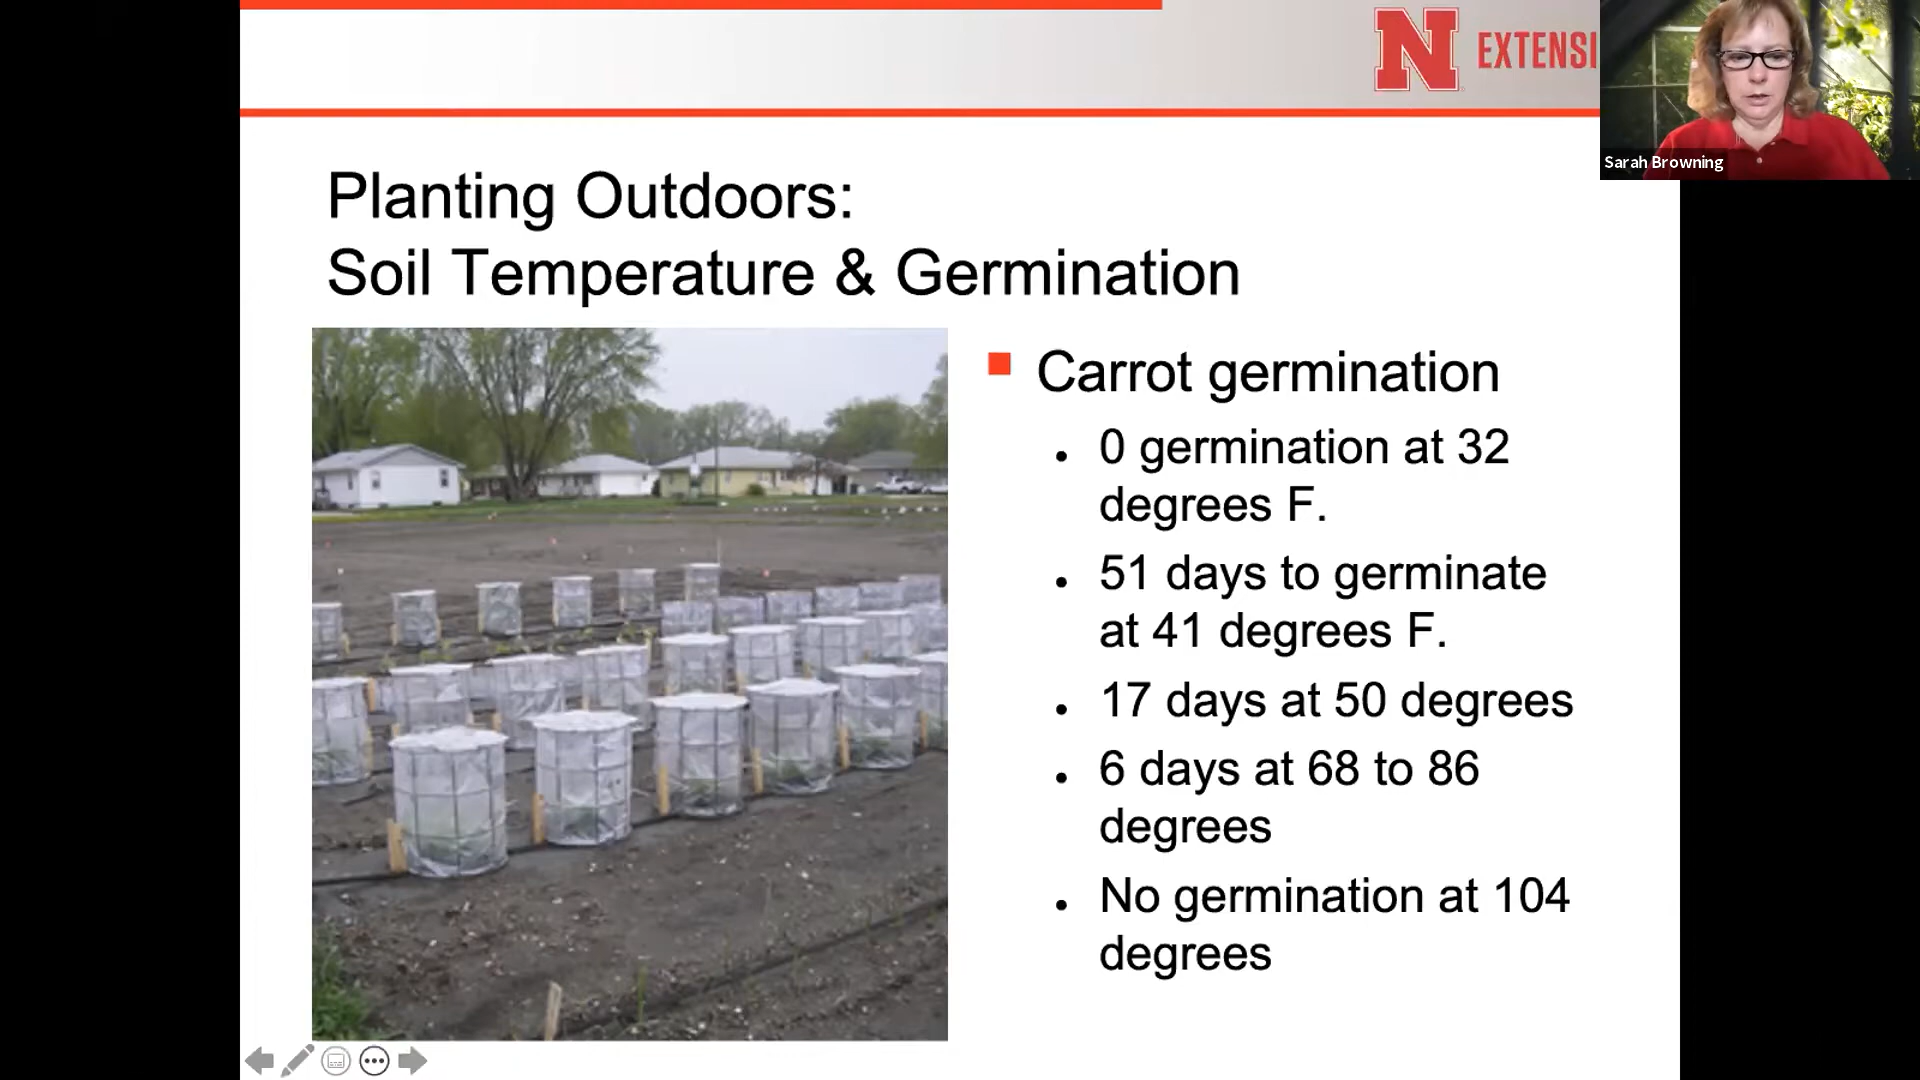 N EXTENSI
Sarah Browning
Planting Outdoors:
Soil Temperature & Germination
Carrot germination
0 germination at 32
degrees F.
51 days to germinate
at 41 degrees F.
17 days at 50 degrees
6 days at 68 to 86
degrees
No germination at 104
degrees